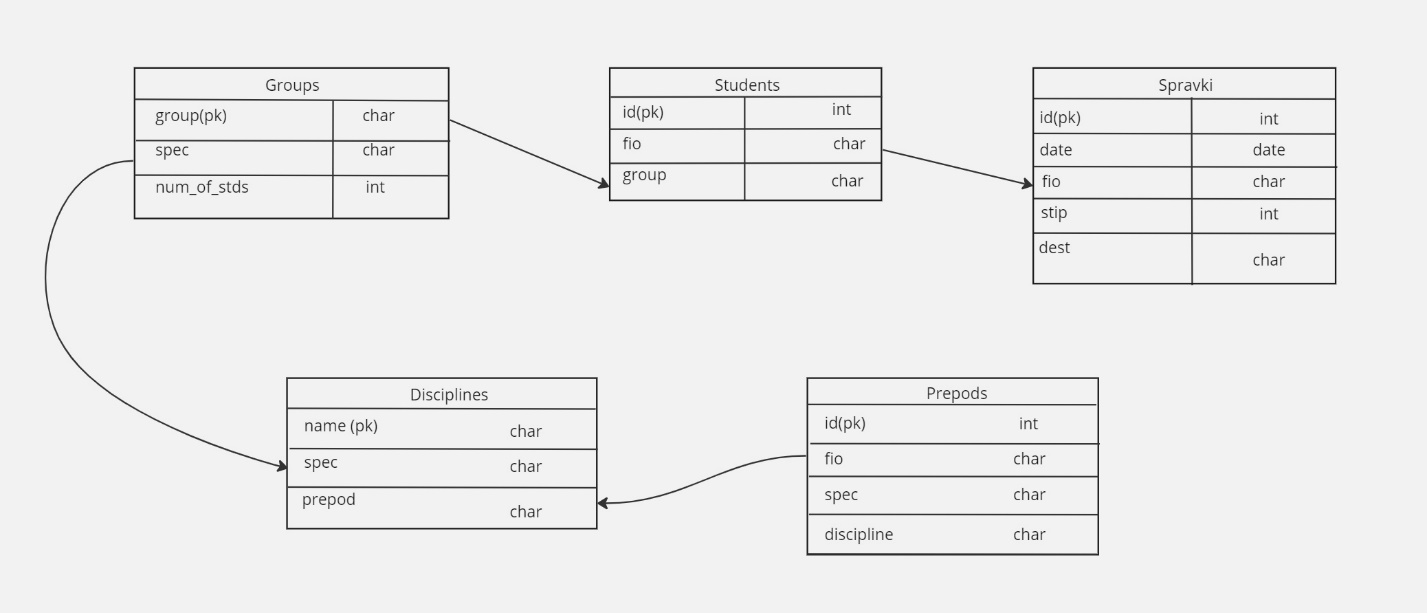 Groups
group(pk) char
spec char
num_of_stds int
Students
id(pk) int
fio char
group char
Spravki
id(pk) int
date date
fio char
stip int
dest char
Disciplines
name (pk) char
spec char
prepod char
Prepods
id(pk) int
fio char
spec char
discipline char